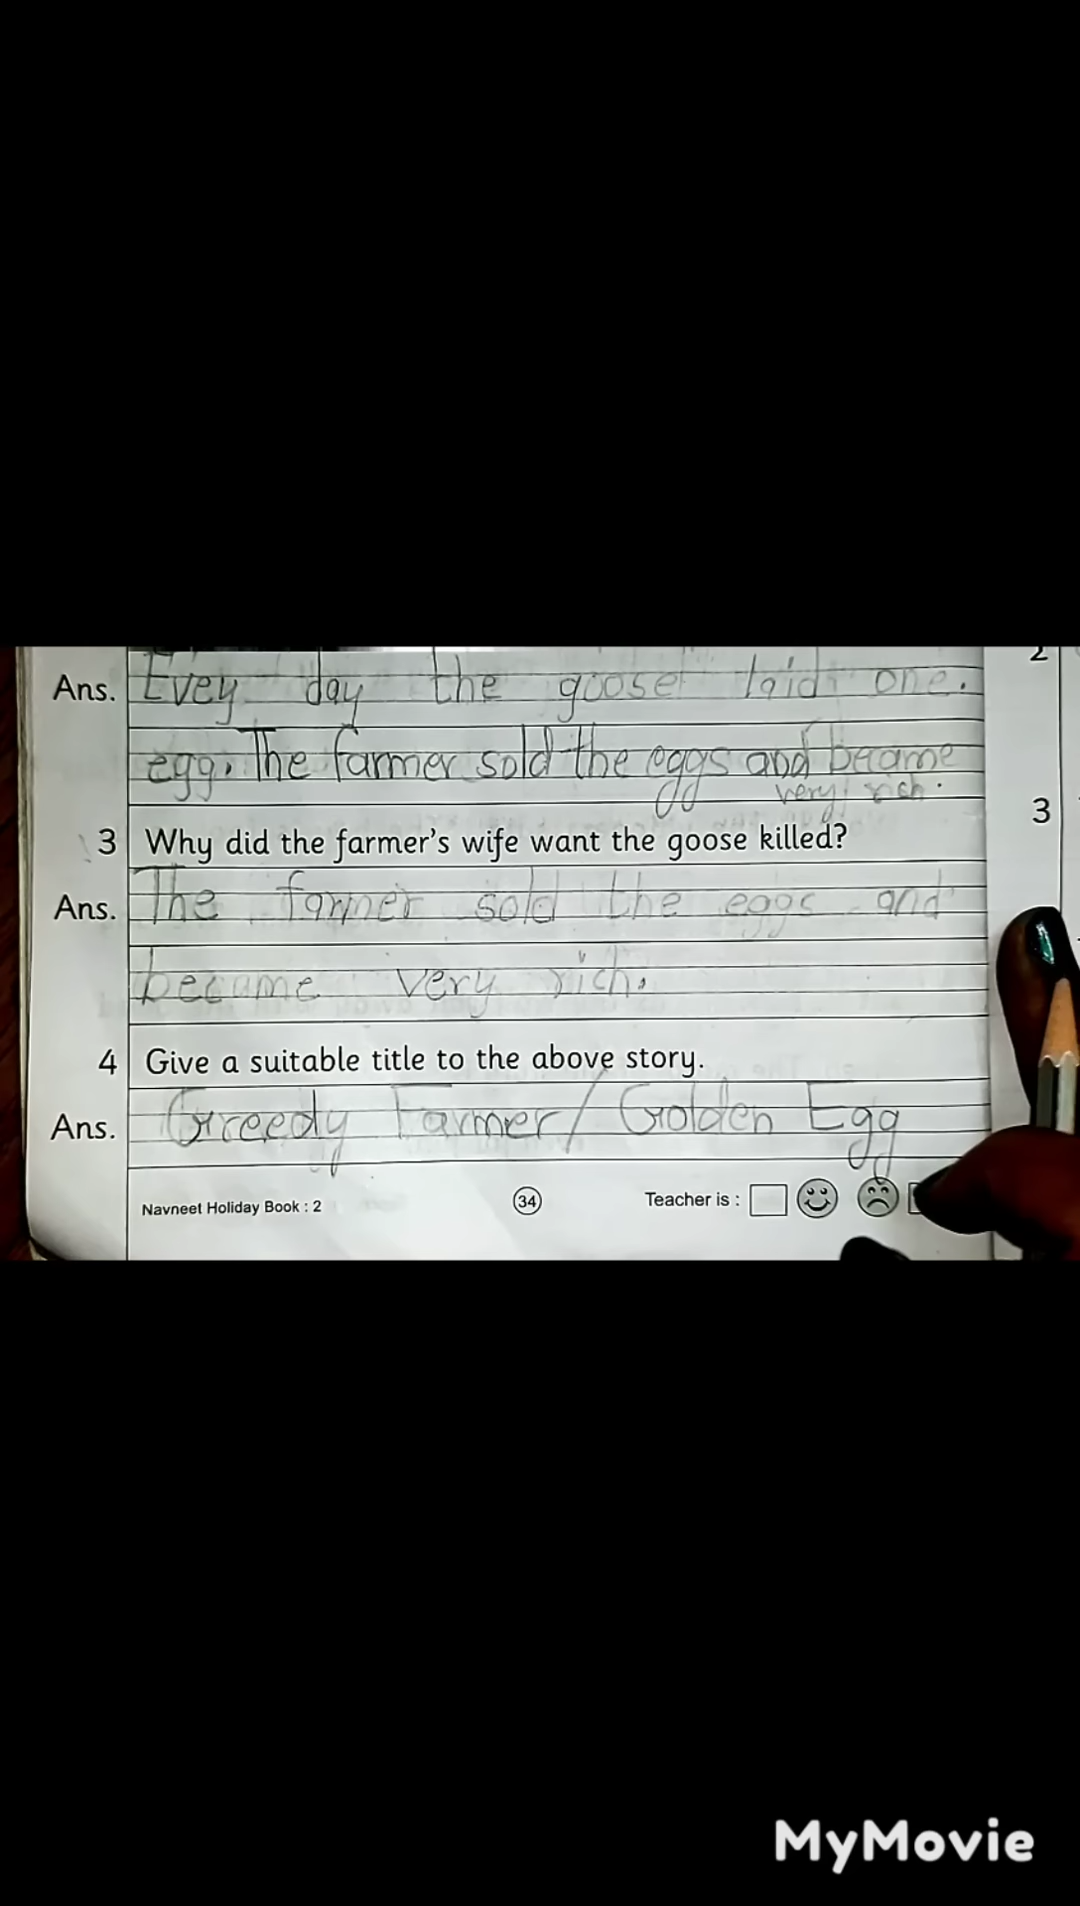 2
Ans. Evey day the goose laid one.
egg. The farmer sold the eggs and became
very rich.
3
3 Why did the farmer's wife want the goose killed?
Ans. The farmer sold the eggs and
became very rich.
4 Give a suitable title to the above story.
Ans. Greedy Farmer/Golden Egg
Navneet Holiday Book : 2 34 Teacher is :
MyMovie